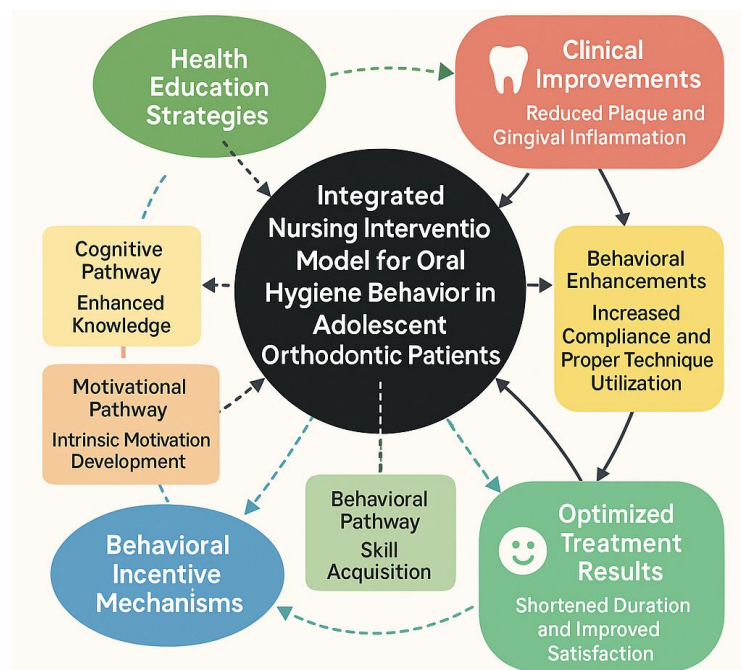 Health
Education
Strategies
Clinical
Improvements
Reduced Plaque and
Gingival Inflammation
Integrated
Nursing Interventio
Model for Oral
Hygiene Behavior in
Adolescent
Orthodontic Patients
Cognitive
Pathway
Enhanced
Knowledge
Behavioral
Enhancements
Increased
Compliance and
Proper Technique
Utilization
Motivational
Pathway
Intrinsic Motivation
Development
Behavioral
Pathway
Skill
Acquisition
Behavioral
Incentive
Mechanisms
Optimized
Treatment
Results
Shortened Duration
and Improved
Satisfaction